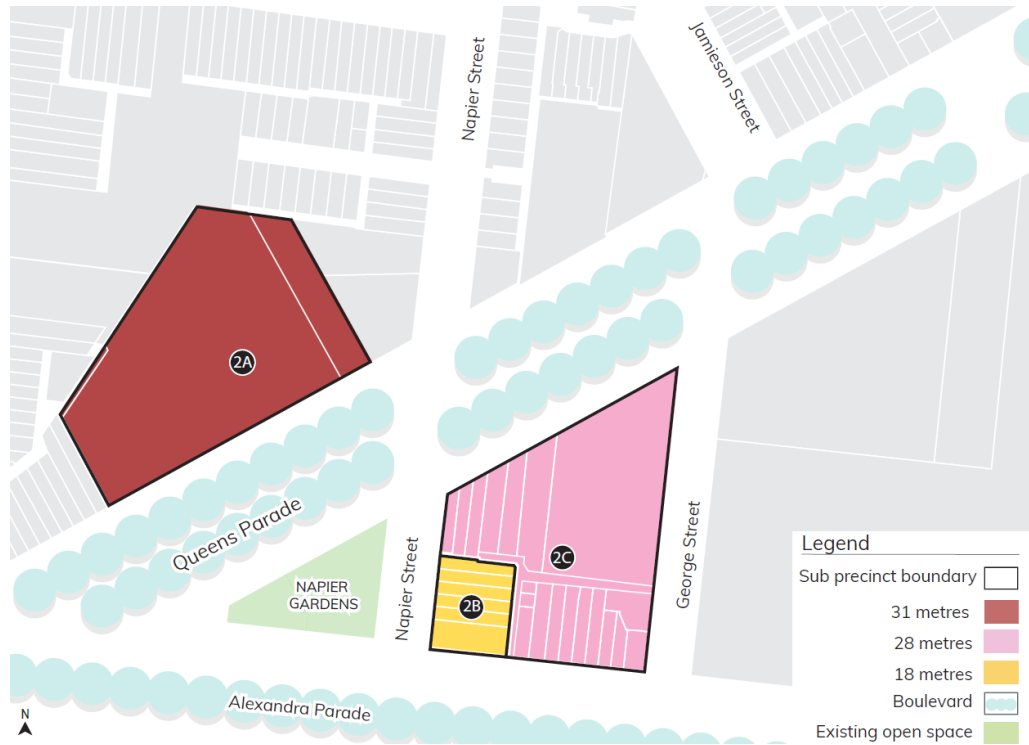 Napier Street
Jamieson Street
2A
Queens Parade
NAPIER
GARDENS
Napier Street
2B
2C
George Street
Alexandra Parade
N
Legend
Sub precinct boundary
31 metres
28 metres
18 metres
Boulevard
Existing open space